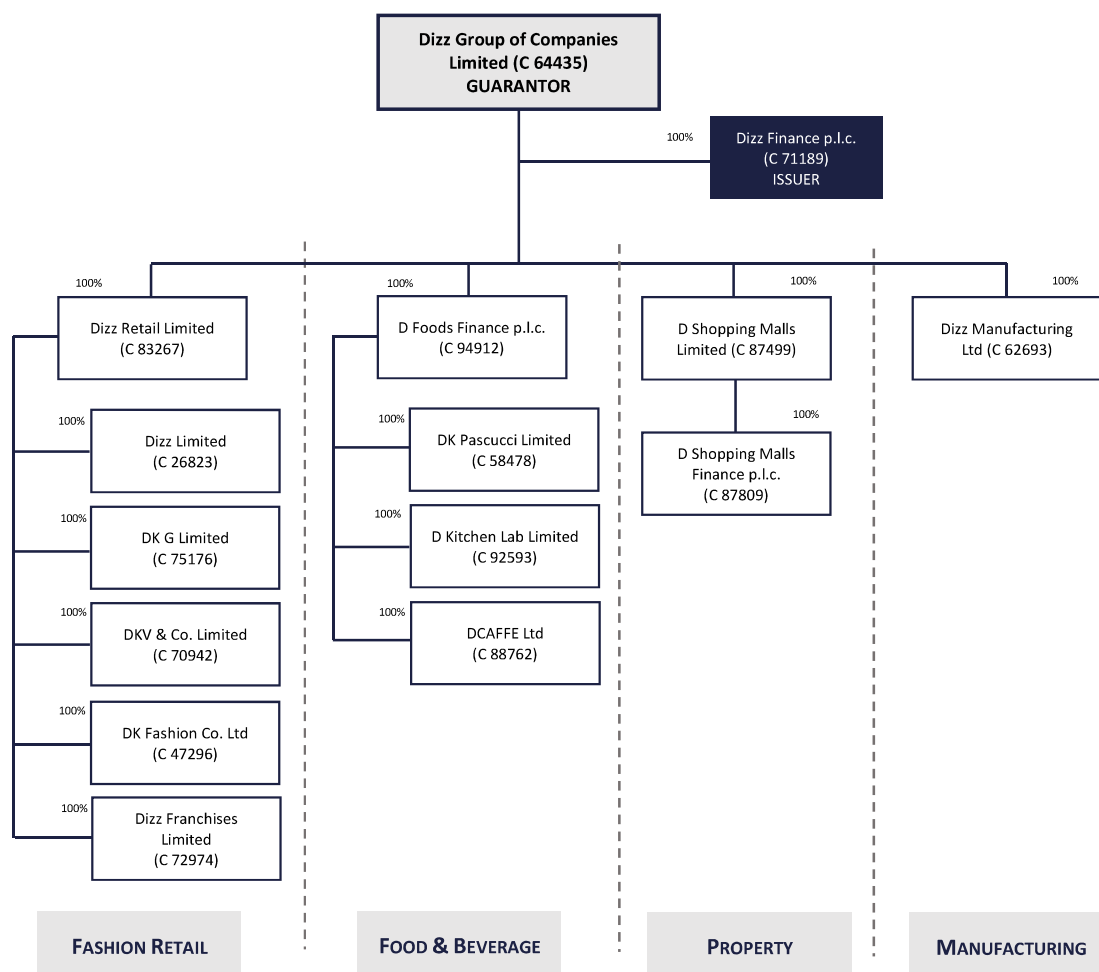 Dizz Group of Companies
Limited (C 64435)
GUARANTOR
100%
Dizz Finance p.l.c.
(C 71189)
ISSUER
100%
Dizz Retail Limited
(C 83267)
100%
Dizz Limited
(C 26823)
100%
DK G Limited
(C 75176)
100%
DKV & Co. Limited
(C 70942)
100%
DK Fashion Co. Ltd
(C 47296)
100%
Dizz Franchises
Limited
(C 72974)
FASHION RETAIL
100%
D Foods Finance p.l.c.
(C 94912)
100%
DK Pascucci Limited
(C 58478)
100%
D Kitchen Lab Limited
(C 92593)
100%
DCAFFE Ltd
(C 88762)
FOOD & BEVERAGE
100%
D Shopping Malls
Limited (C 87499)
100%
D Shopping Malls
Finance p.l.c.
(C 87809)
PROPERTY
100%
Dizz Manufacturing
Ltd (C 62693)
MANUFACTURING